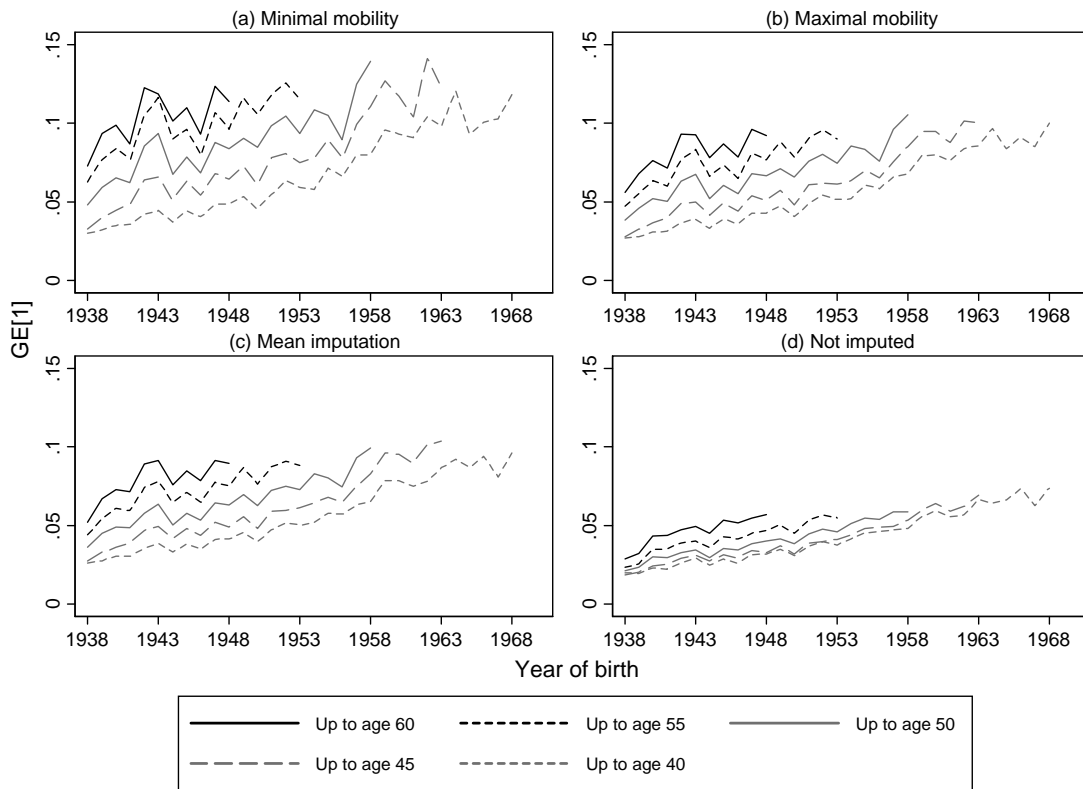 (a) Minimal mobility
(b) Maximal mobility
.15
.1
.05
0
1938 1943 1948 1953 1958 1963 1968
.15
.1
.05
0
1938 1943 1948 1953 1958 1963 1968
GE[1]
(c) Mean imputation
(d) Not imputed
.15
.1
.05
0
1938 1943 1948 1953 1958 1963 1968
.15
.1
.05
0
1938 1943 1948 1953 1958 1963 1968
Year of birth
Up to age 60 Up to age 55 Up to age 50
Up to age 45 Up to age 40